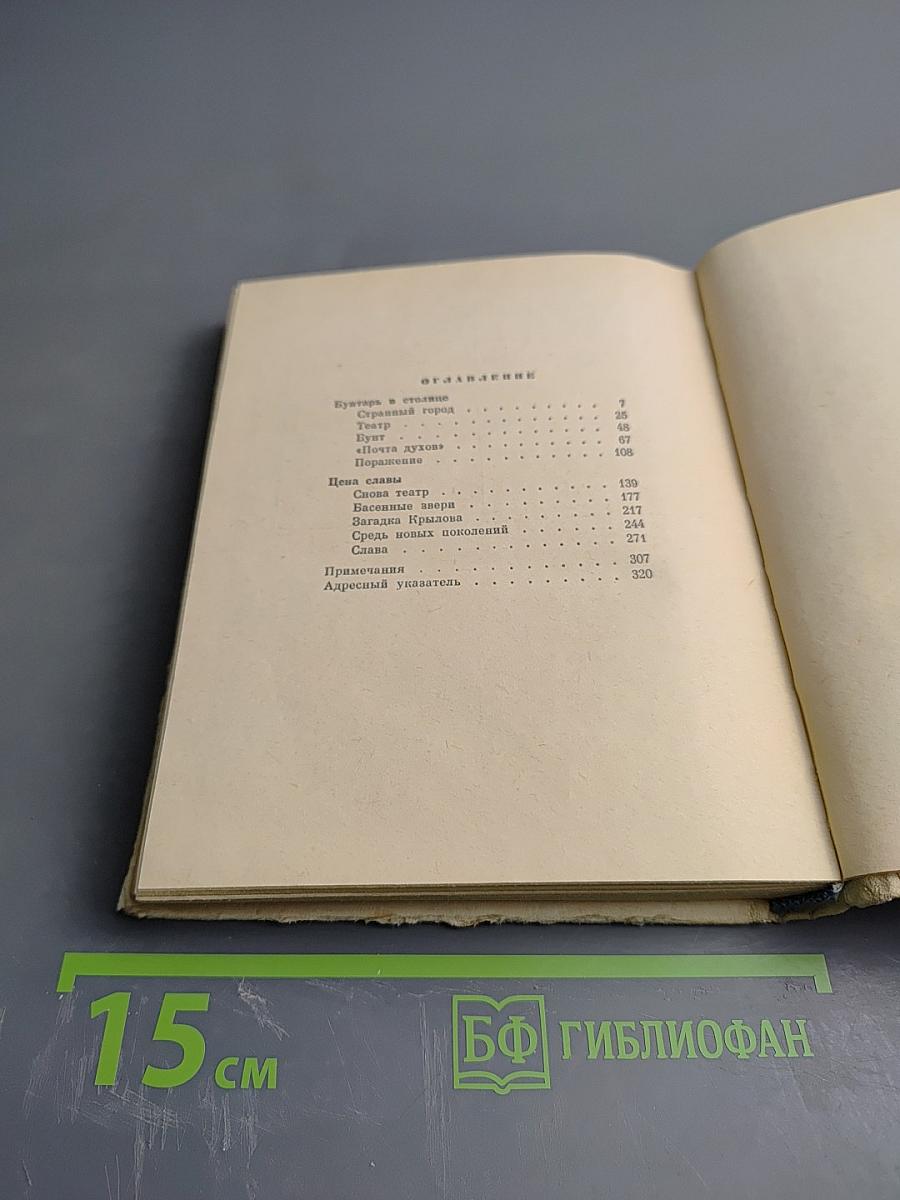 ОГЛАВЛЕНИЕ
Бунтарь в столице
Странный город . . . . . . . . . . 7
Театр . . . . . . . . . . . . . 25
Бунт . . . . . . . . . . . . . 48
«Почта духов» . . . . . . . . . . 67
Поражение . . . . . . . . . . . 108
Цена славы
Снова театр . . . . . . . . . . . 139
Басенные звери . . . . . . . . . 177
Загадка Крылова . . . . . . . . . 217
Средь новых поколений . . . . . . 244
Слава . . . . . . . . . . . . . 271
Примечания . . . . . . . . . . . . 307
Адресный указатель . . . . . . . . . 320
15 см
БФ ГИБЛИОФАН